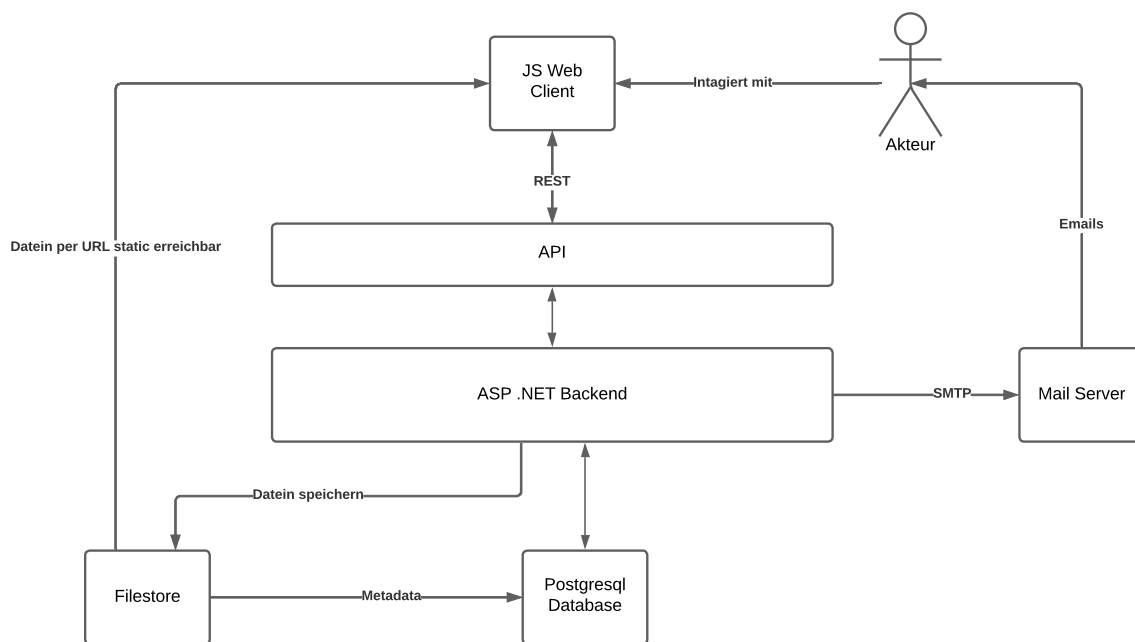 JS Web
Client
Intagiert mit
Akteur
REST
Emails
Datein per URL static erreichbar
API
ASP .NET Backend
SMTP
Mail Server
Datein speichern
Filestore
Metadata
Postgresql
Database